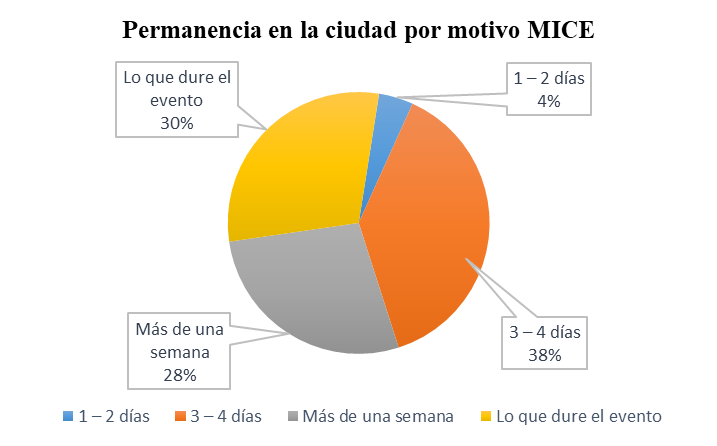 Permanencia en la ciudad por motivo MICE
Lo que dure el
evento
30%
1 – 2 días
4%
Más de una
semana
28%
3 – 4 días
38%
1 – 2 días
3 – 4 días
Más de una semana
Lo que dure el evento